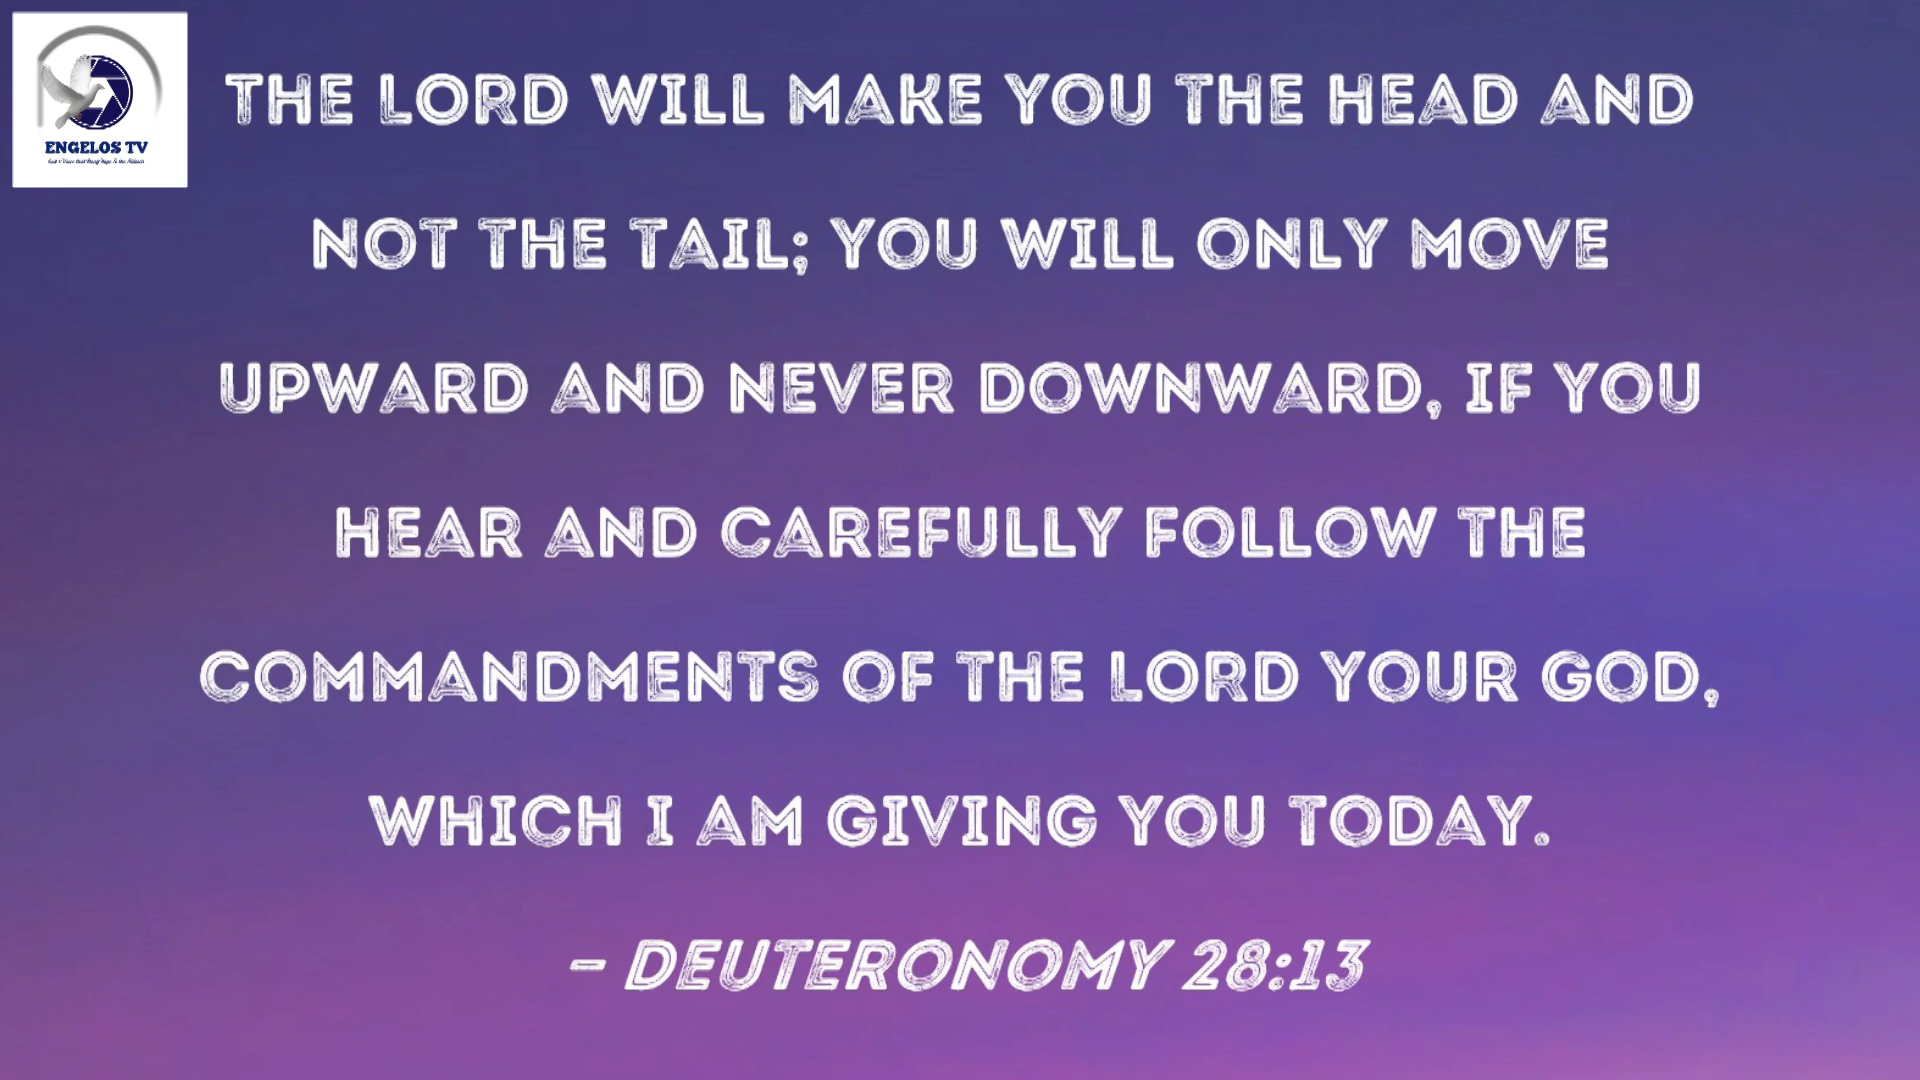 ENGELOS TV
THE LORD WILL MAKE YOU THE HEAD AND
NOT THE TAIL; YOU WILL ONLY MOVE
UPWARD AND NEVER DOWNWARD, IF YOU
HEAR AND CAREFULLY FOLLOW THE
COMMANDMENTS OF THE LORD YOUR GOD,
WHICH I AM GIVING YOU TODAY.
– DEUTERONOMY 28:13